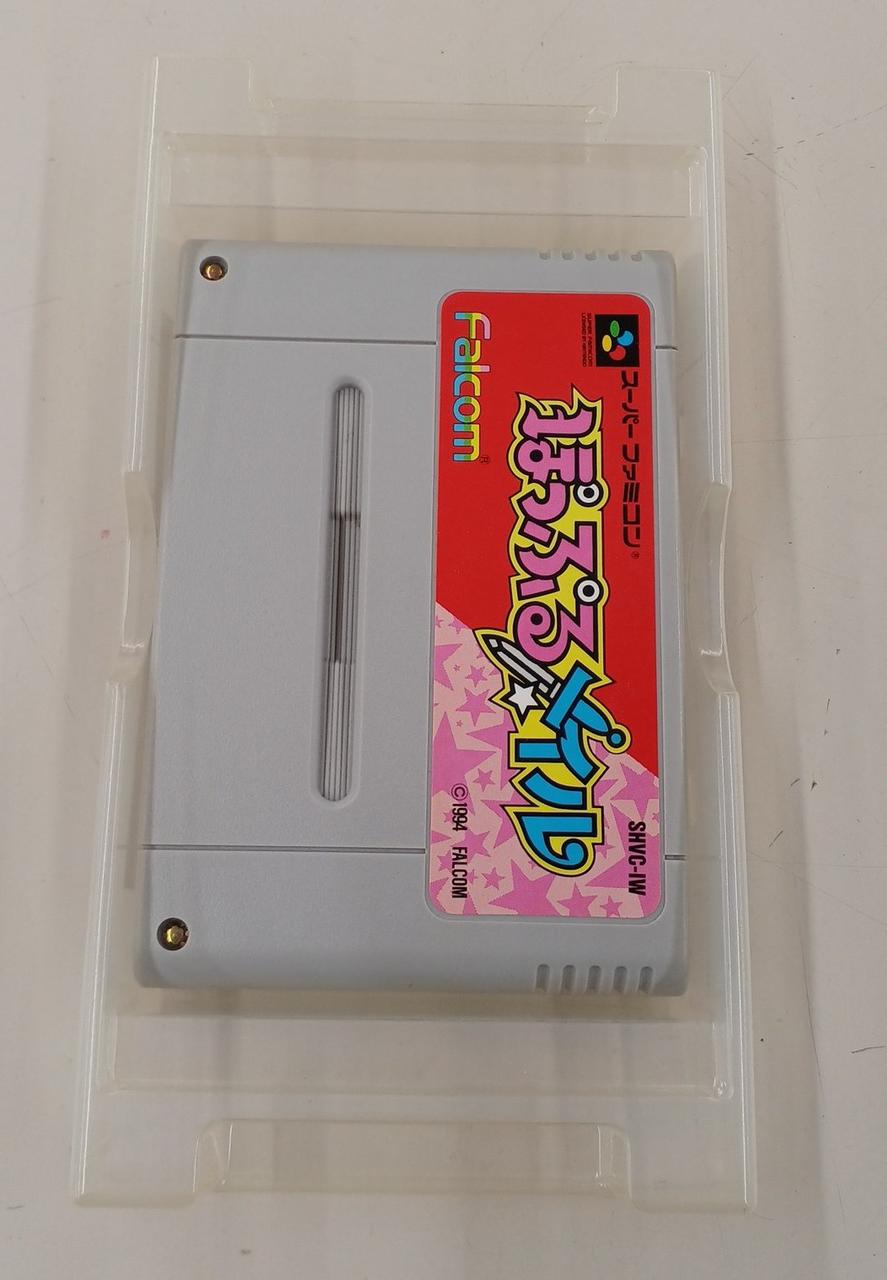 SUPER FAMICOM
LICENSED BY NINTENDO
スーパーファミコン®
Falcom®
ぽっぷるメイル
©1994 FALCOM
SHVC-IW